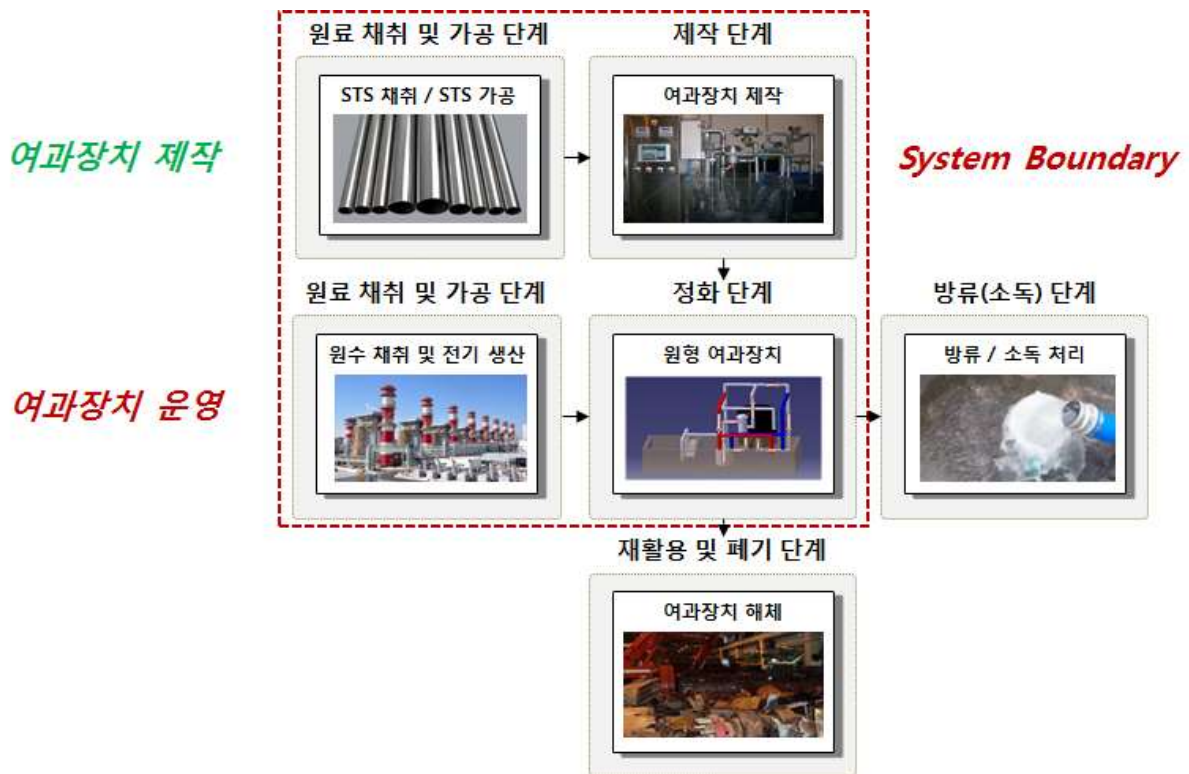 원료 채취 및 가공 단계
제작 단계
STS 채취 / STS 가공
여과장치 제작
여과장치 제작
System Boundary
원료 채취 및 가공 단계
정화 단계
방류(소독) 단계
원수 채취 및 전기 생산
원형 여과장치
방류 / 소독 처리
여과장치 운영
재활용 및 폐기 단계
여과장치 해체